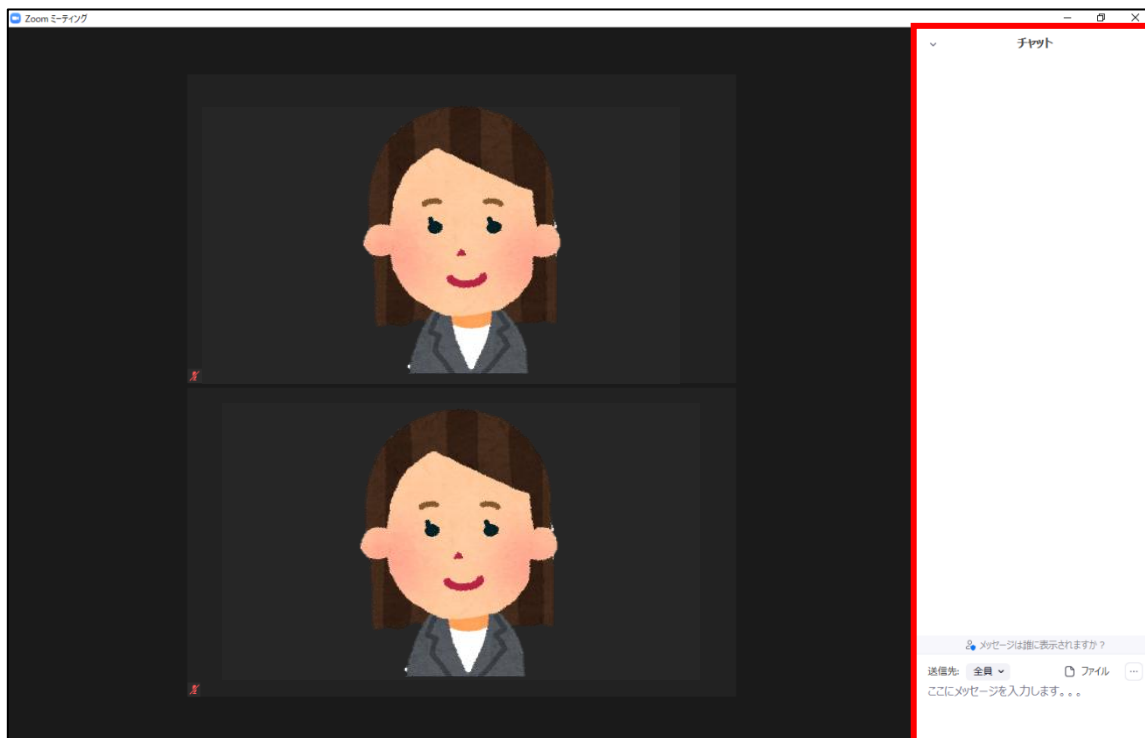 Zoom ミーティング
チャット
メッセージは誰に表示されますか？
送信先: 全員 ファイル
ここにメッセージを入力します。。。